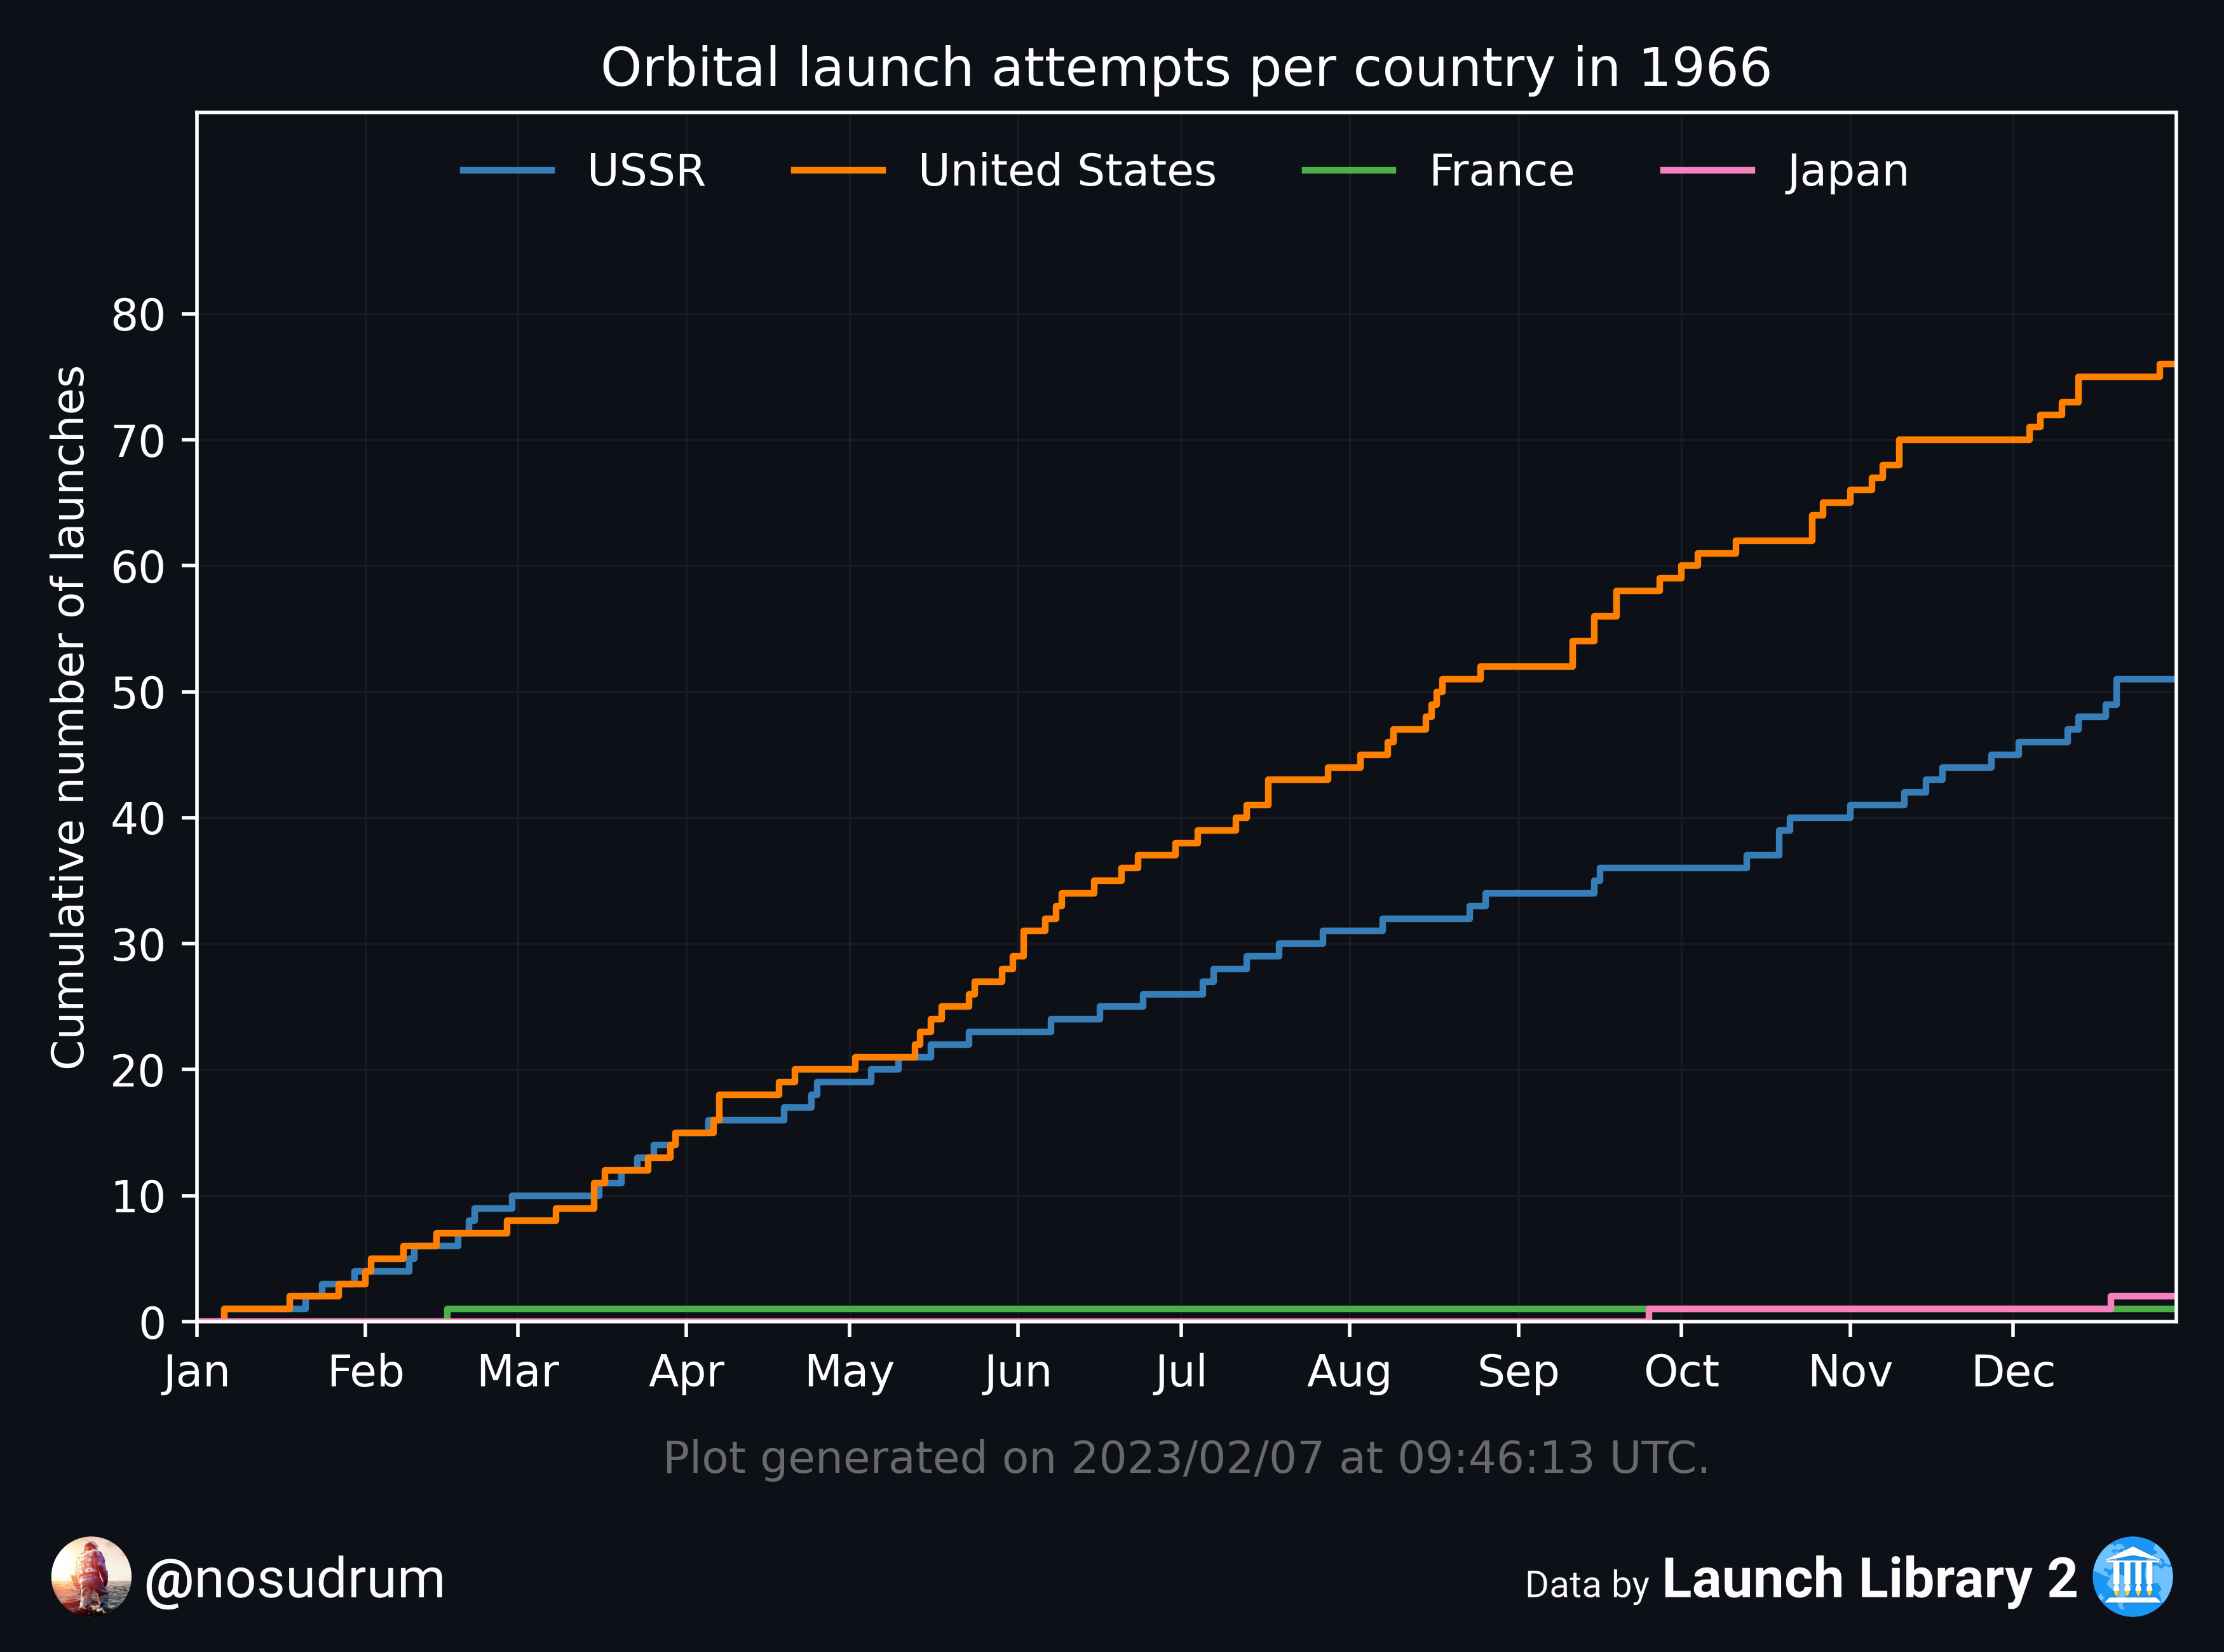 Orbital launch attempts per country in 1966
USSR United States France Japan
Cumulative number of launches
80
70
60
50
40
30
20
10
0
Jan Feb Mar Apr May Jun Jul Aug Sep Oct Nov Dec
Plot generated on 2023/02/07 at 09:46:13 UTC.
@nosudrum
Data by Launch Library 2